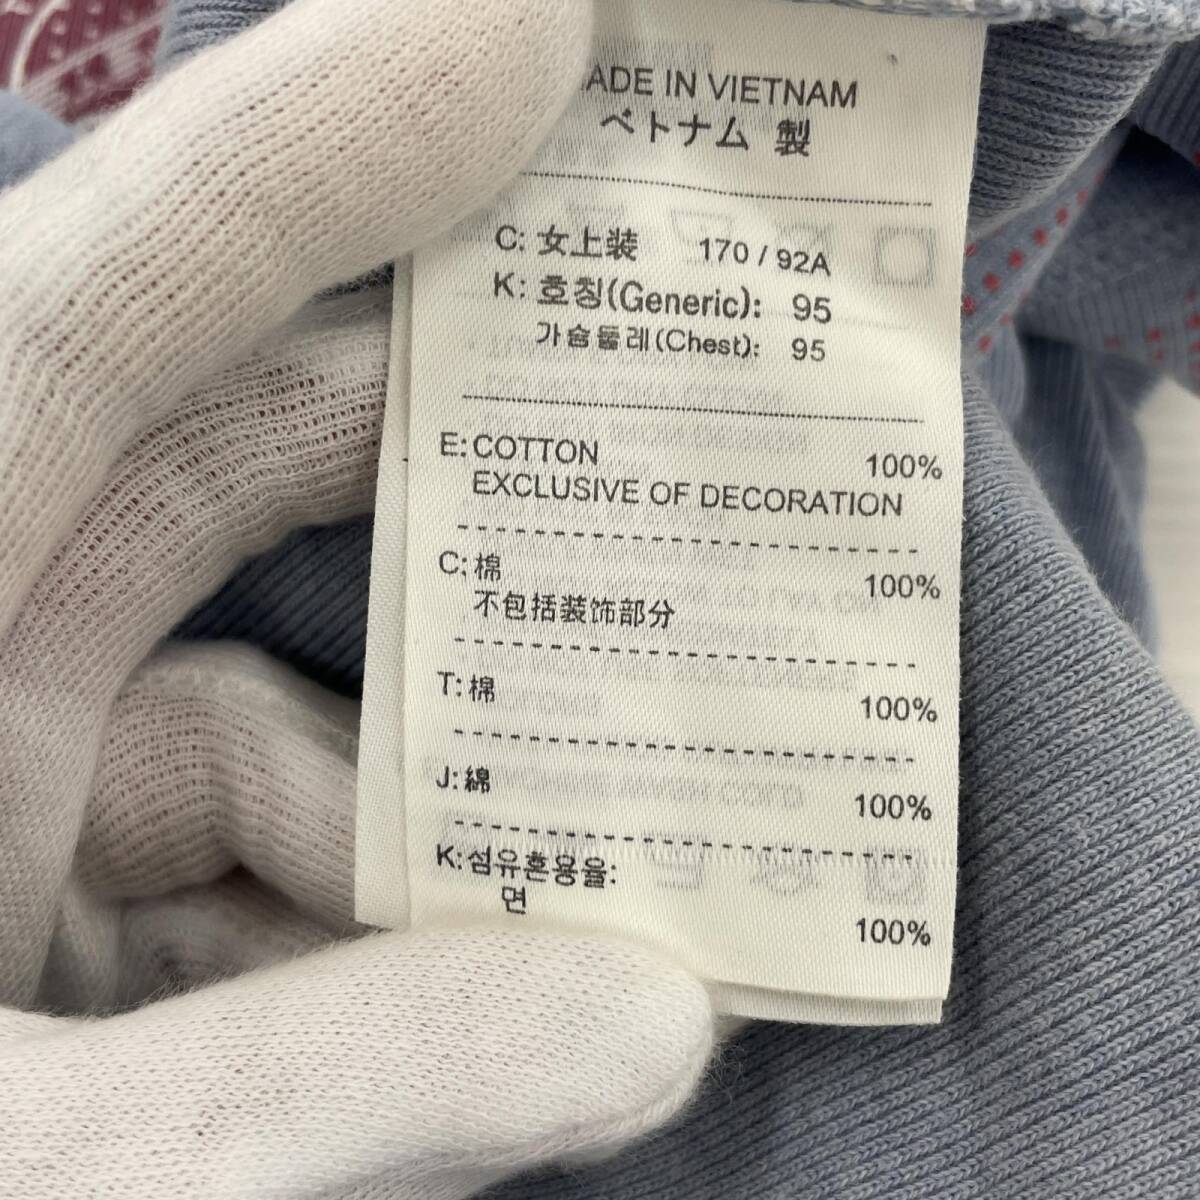 ADE IN VIETNAM
ベトナム 製
C: 女上装 170 / 92A
K: 호칭(Generic): 95
가슴둘레(Chest): 95
E: COTTON 100%
EXCLUSIVE OF DECORATION
C: 棉 100%
不包括装饰部分
T: 棉 100%
J: 綿 100%
K: 섬유혼용율:
면 100%